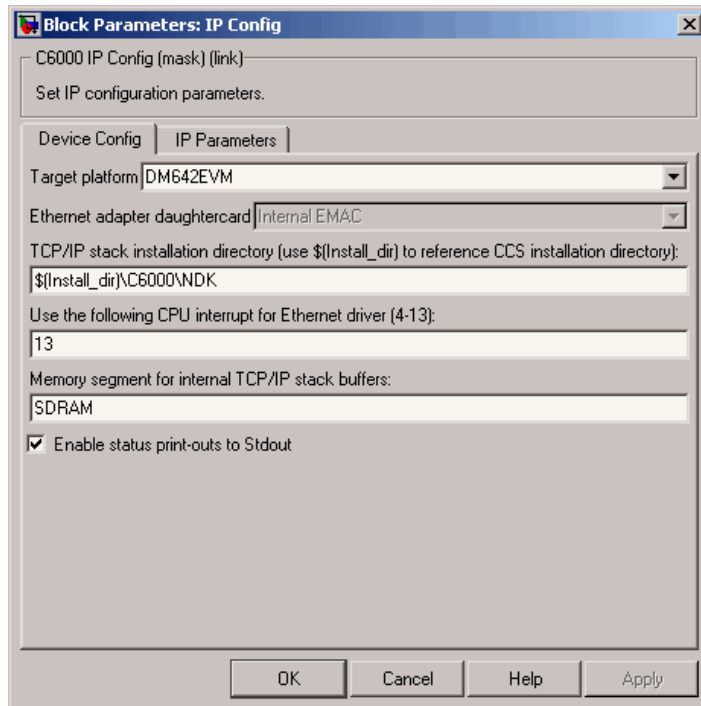 Block Parameters: IP Config
C6000 IP Config (mask) (link)
Set IP configuration parameters.
Device Config
IP Parameters
Target platform DM642EVM
Ethernet adapter daughtercard Internal EMAC
TCP/IP stack installation directory (use $(Install_dir) to reference CCS installation directory):
$(Install_dir)\C6000\NDK
Use the following CPU interrupt for Ethernet driver (4-13):
13
Memory segment for internal TCP/IP stack buffers:
SDRAM
Enable status print-outs to Stdout
OK Cancel Help Apply